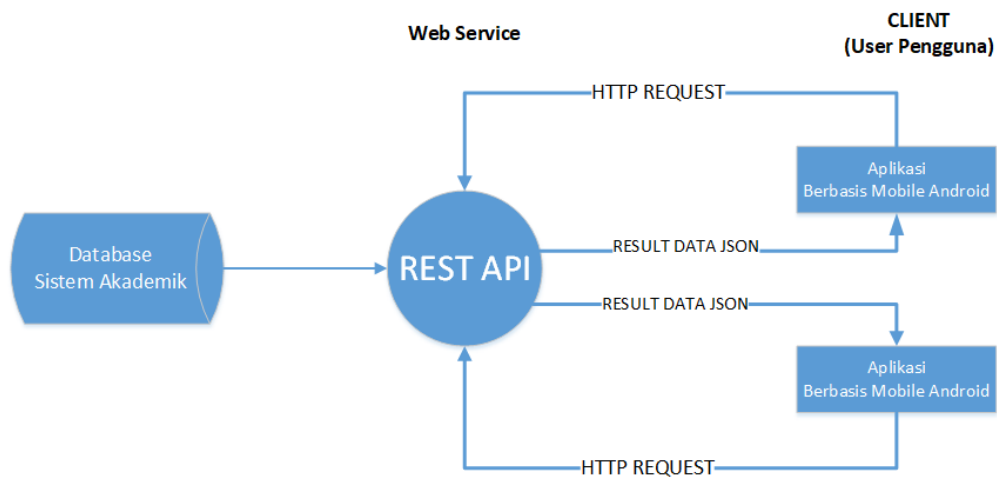 Web Service
CLIENT
(User Pengguna)
HTTP REQUEST
Aplikasi
Berbasis Mobile Android
Database
Sistem Akademik
REST API
RESULT DATA JSON
RESULT DATA JSON
Aplikasi
Berbasis Mobile Android
HTTP REQUEST